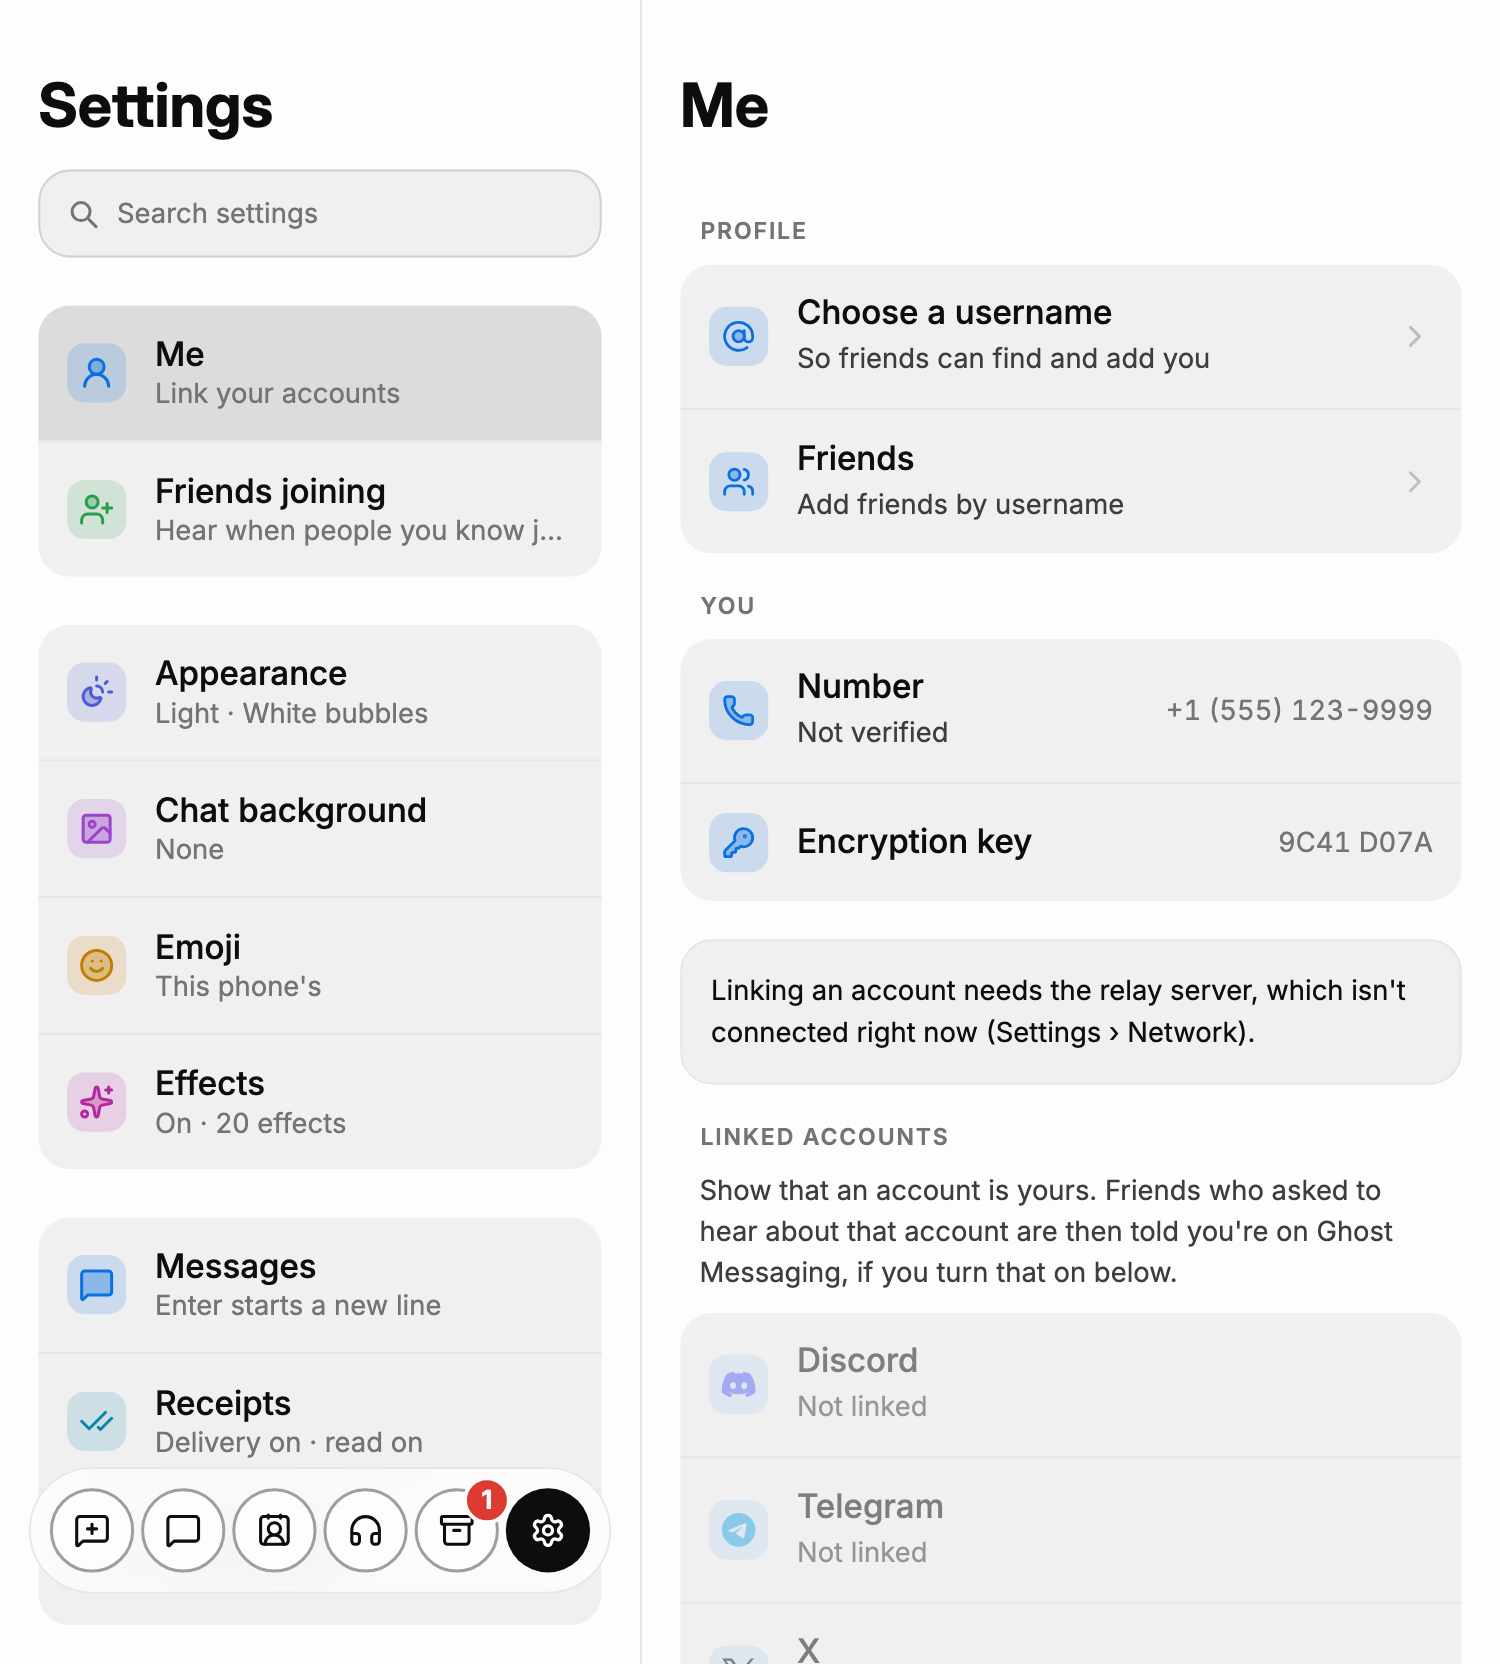 Settings
Search settings
Me
Link your accounts
Friends joining
Hear when people you know j...
Appearance
Light · White bubbles
Chat background
None
Emoji
This phone's
Effects
On · 20 effects
Messages
Enter starts a new line
Receipts
Delivery on · read on
1
Me
PROFILE
Choose a username
So friends can find and add you
Friends
Add friends by username
YOU
Number
Not verified
+1 (555) 123-9999
Encryption key
9C41 D07A
Linking an account needs the relay server, which isn't
connected right now (Settings › Network).
LINKED ACCOUNTS
Show that an account is yours. Friends who asked to
hear about that account are then told you're on Ghost
Messaging, if you turn that on below.
Discord
Not linked
Telegram
Not linked
X